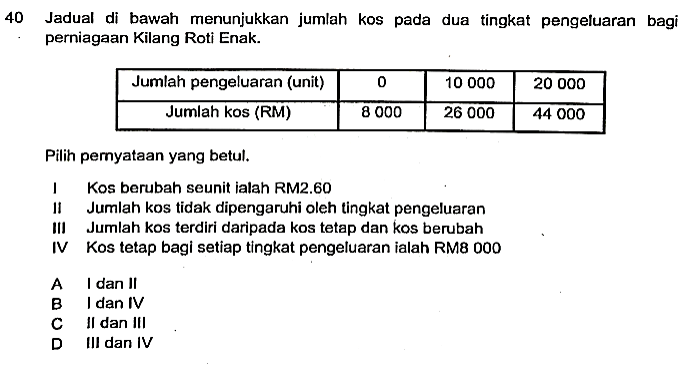 40 Jadual di bawah menunjukkan jumlah kos pada dua tingkat pengeluaran bagi
perniagaan Kilang Roti Enak.
Jumlah pengeluaran (unit) 0 10 000 20 000
Jumlah kos (RM) 8 000 26 000 44 000
Pilih pernyataan yang betul.
I Kos berubah seunit ialah RM2.60
II Jumlah kos tidak dipengaruhi oleh tingkat pengeluaran
III Jumlah kos terdiri daripada kos tetap dan kos berubah
IV Kos tetap bagi setiap tingkat pengeluaran ialah RM8 000
A I dan II
B I dan IV
C II dan III
D III dan IV